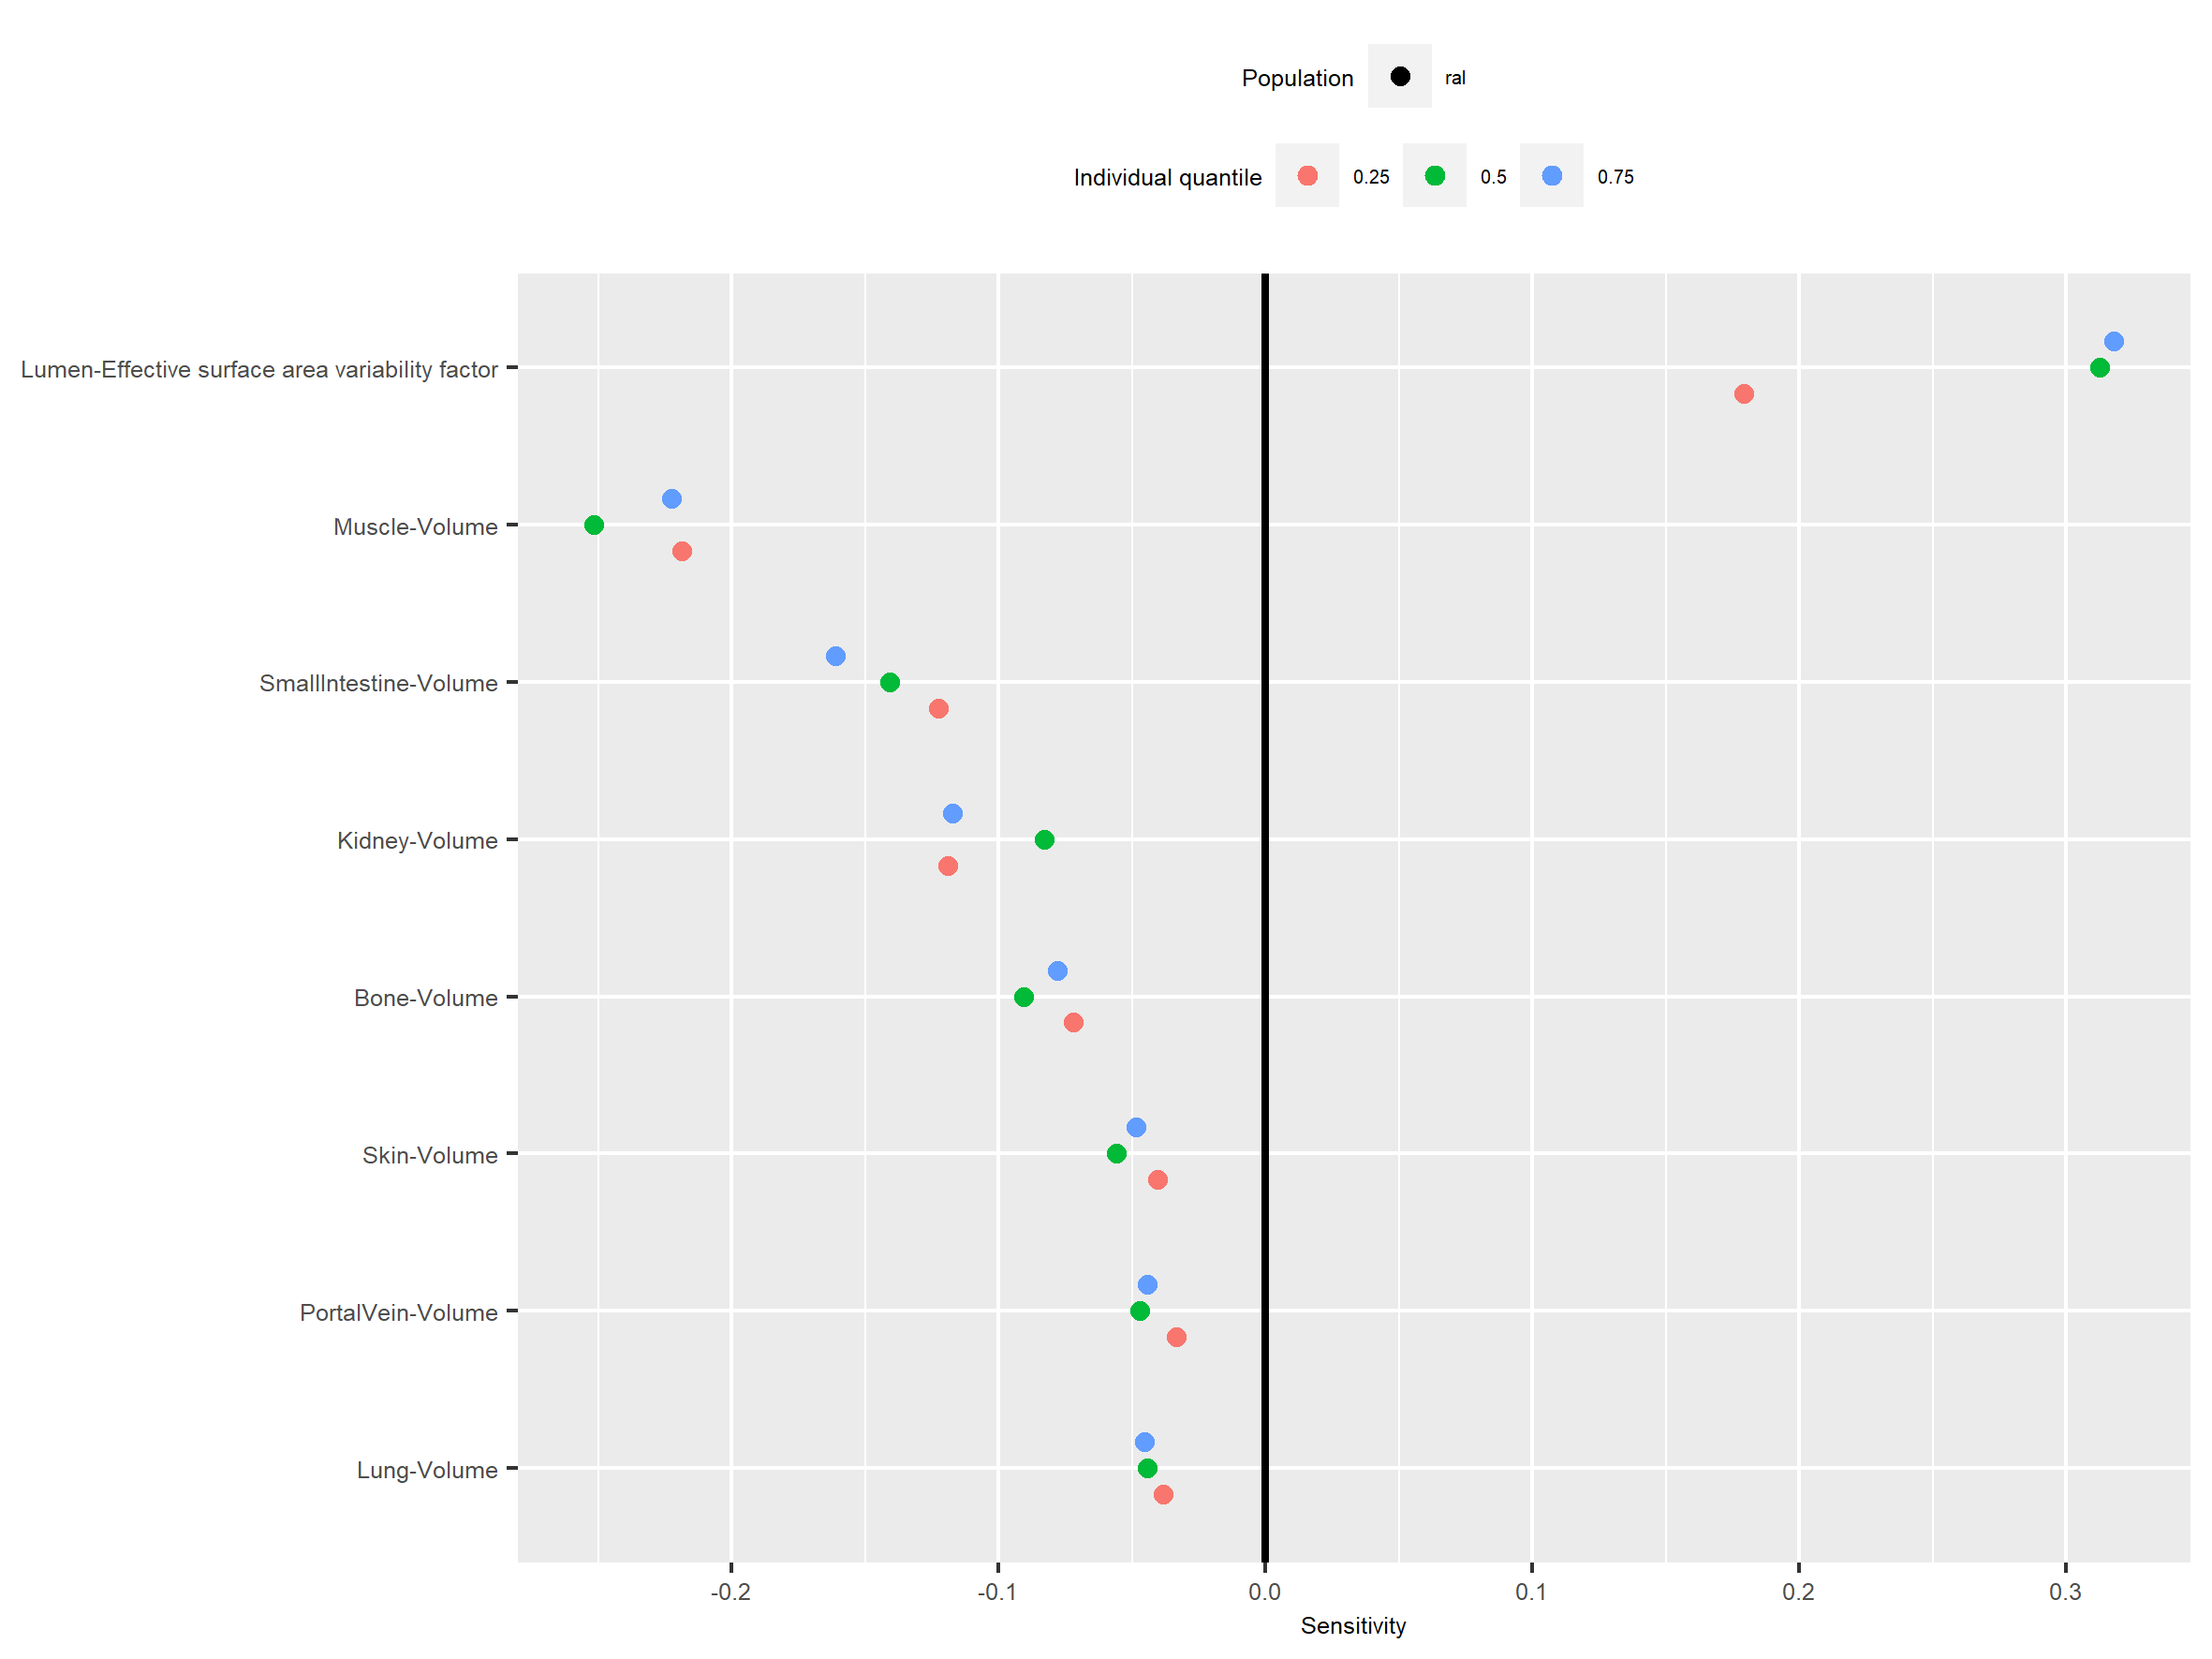 Population ral
Individual quantile 0.25 0.5 0.75
Lumen-Effective surface area variability factor
Muscle-Volume
SmallIntestine-Volume
Kidney-Volume
Bone-Volume
Skin-Volume
PortalVein-Volume
Lung-Volume
-0.2 -0.1 0.0 0.1 0.2 0.3
Sensitivity